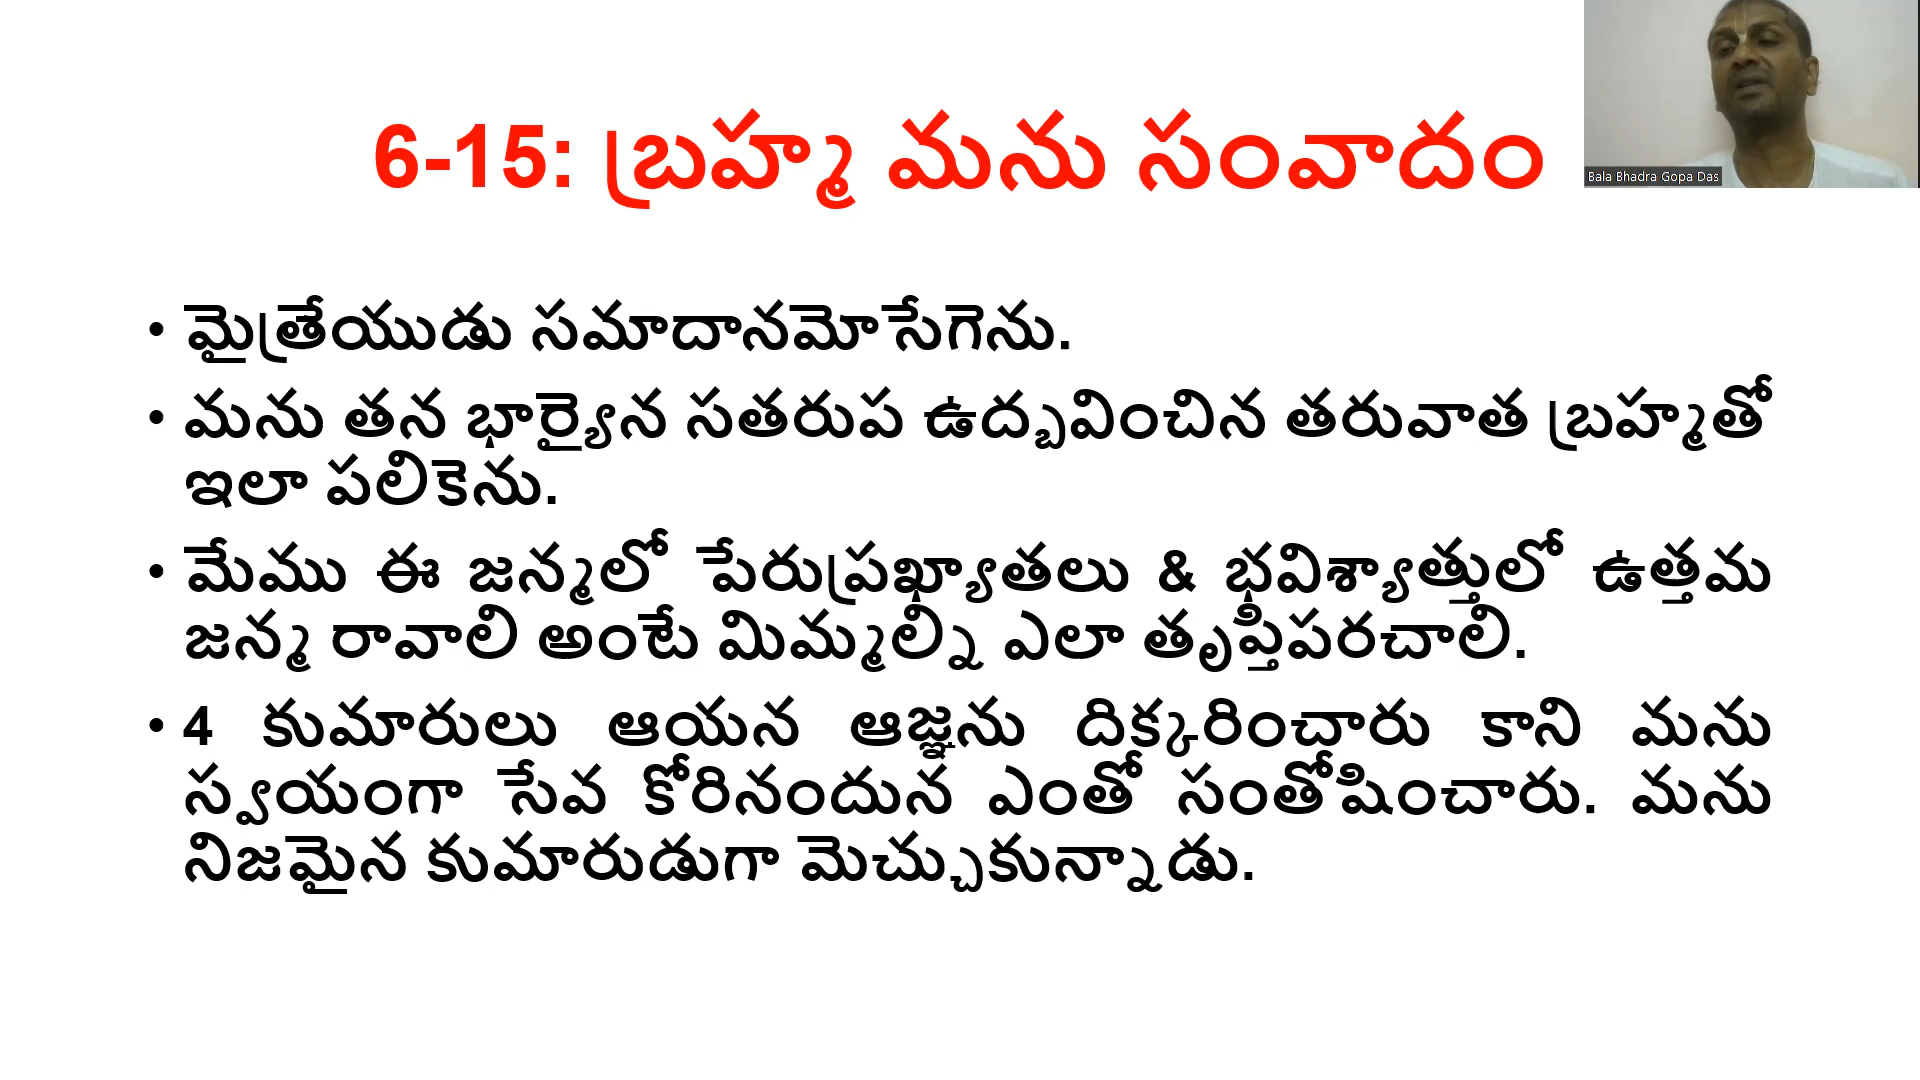 6-15: బ్రహ్మ మను సంవాదం
Bala Bhadra Gopa Das
• మైత్రేయుడు సమాదానమోసేగెను.
• మను తన భార్యైన సతరుప ఉద్బవించిన తరువాత బ్రహ్మతో
ఇలా పలికెను.
• మేము ఈ జన్మలో పేరుప్రఖ్యాతలు & భవిశ్యాత్తులో ఉత్తమ
జన్మ రావాలి అంటే మిమ్మల్ని ఎలా తృప్తిపరచాలి.
• 4 కుమారులు ఆయన ఆజ్ఞను దిక్కరించారు కాని మను
స్వయంగా సేవ కోరినందున ఎంతో సంతోషించారు. మను
నిజమైన కుమారుడుగా మెచ్చుకున్నాడు.